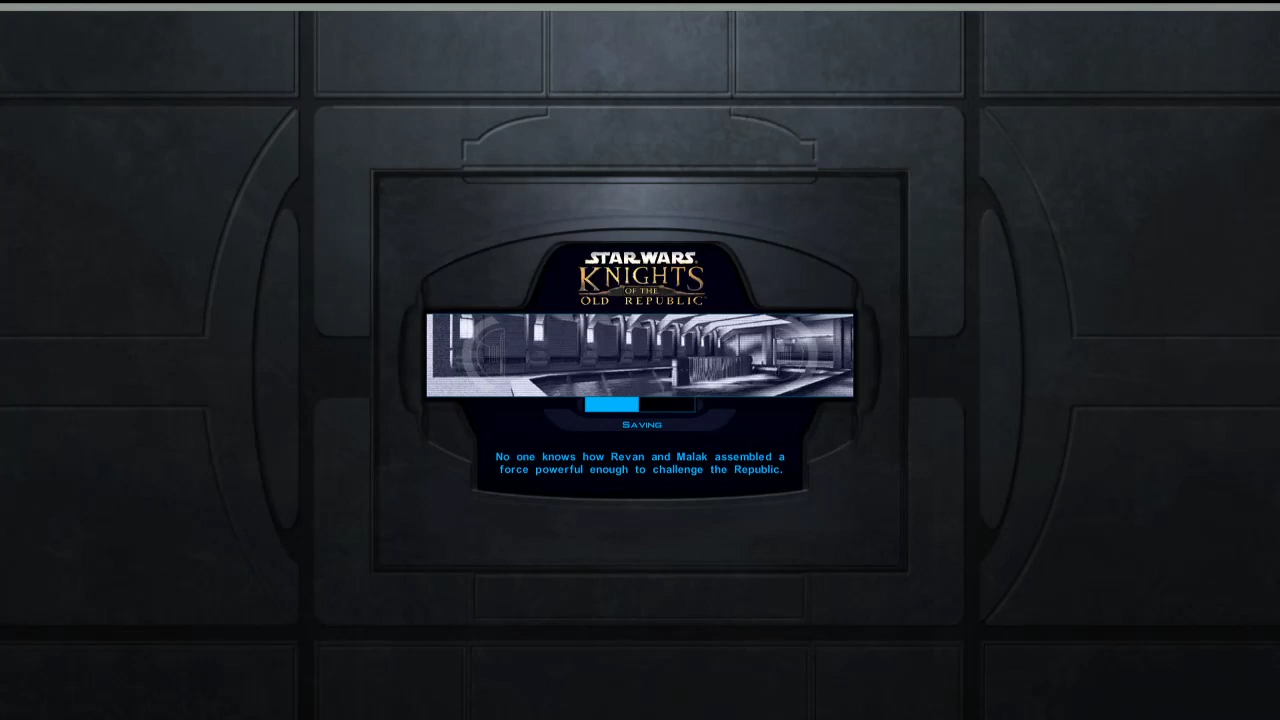 STAR WARS
KNIGHTS
OF THE
OLD REPUBLIC
SAVING
No one knows how Revan and Malak assembled a
force powerful enough to challenge the Republic.